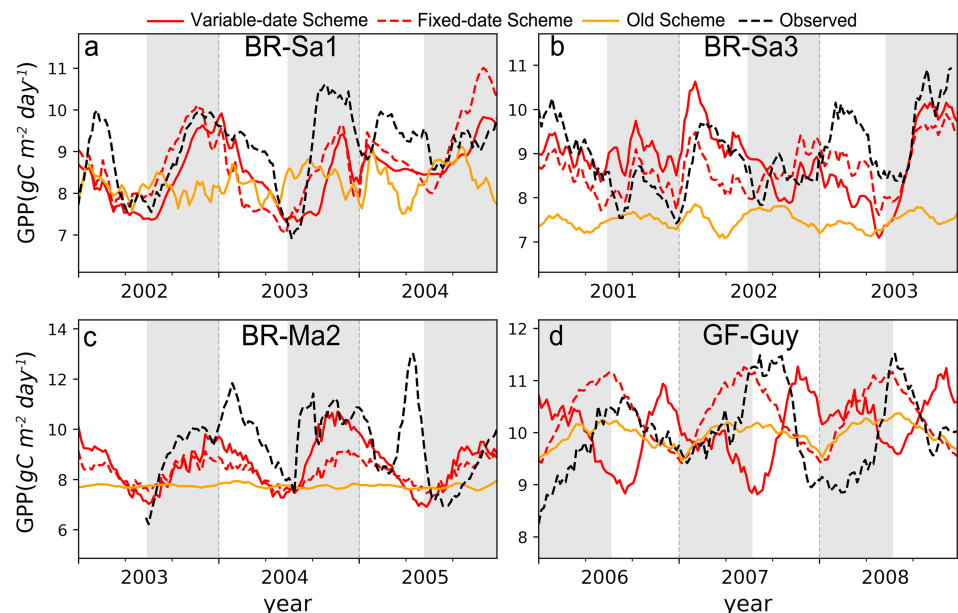 Variable-date Scheme Fixed-date Scheme Old Scheme Observed
a BR-Sa1
b BR-Sa3
GPP(gC m⁻² day⁻¹)
11
10
9
8
7
2002 2003 2004
11
10
9
8
7
2001 2002 2003
c BR-Ma2
d GF-Guy
GPP(gC m⁻² day⁻¹)
14
12
10
8
6
2003 2004 2005
year
12
11
10
9
8
2006 2007 2008
year